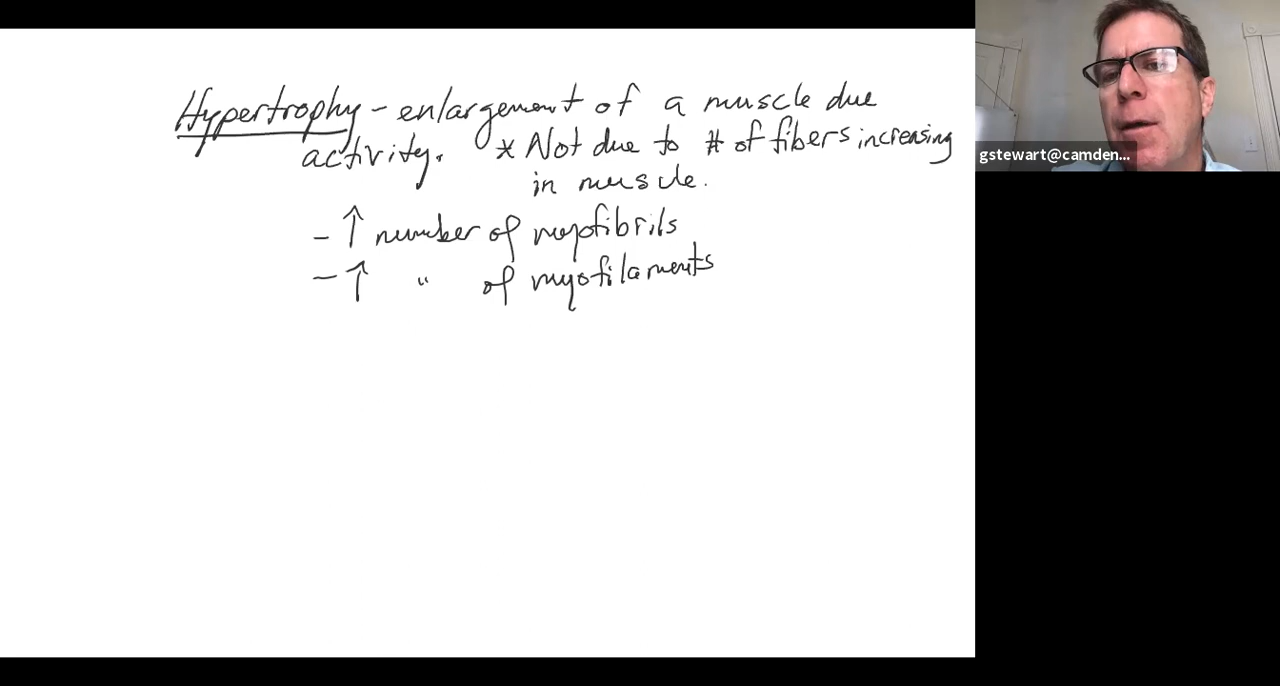 Hypertrophy - enlargement of a muscle due
activity. * Not due to # of fibers increasing
in muscle.
- ↑ number of myofibrils
- ↑ " of myofilaments
gstewart@camden...